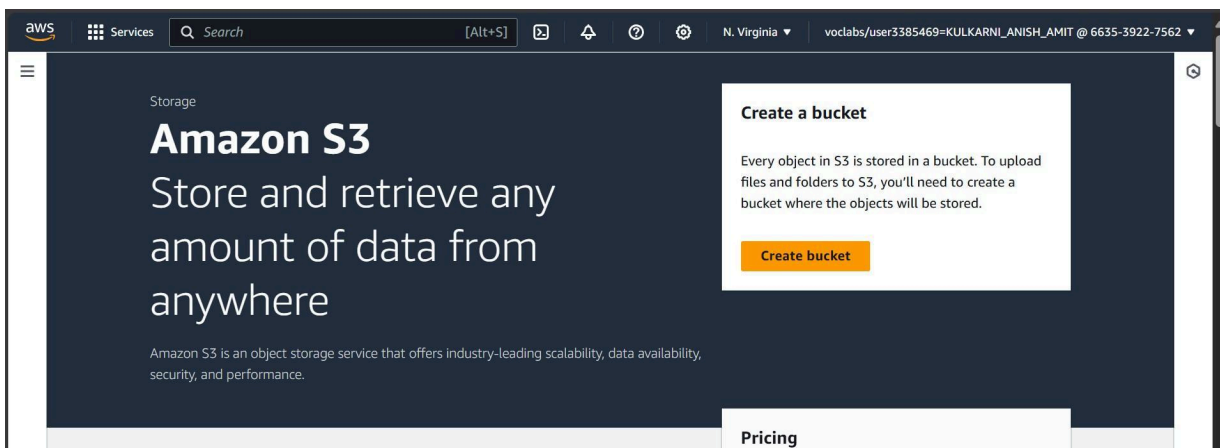 aws
Services
Search
[Alt+S]
N. Virginia ▼
voclabs/user3385469=KULKARNI_ANISH_AMIT @ 6635-3922-7562 ▼
Storage
Amazon S3
Store and retrieve any
amount of data from
anywhere
Amazon S3 is an object storage service that offers industry-leading scalability, data availability,
security, and performance.
Create a bucket
Every object in S3 is stored in a bucket. To upload
files and folders to S3, you'll need to create a
bucket where the objects will be stored.
Create bucket
Pricing